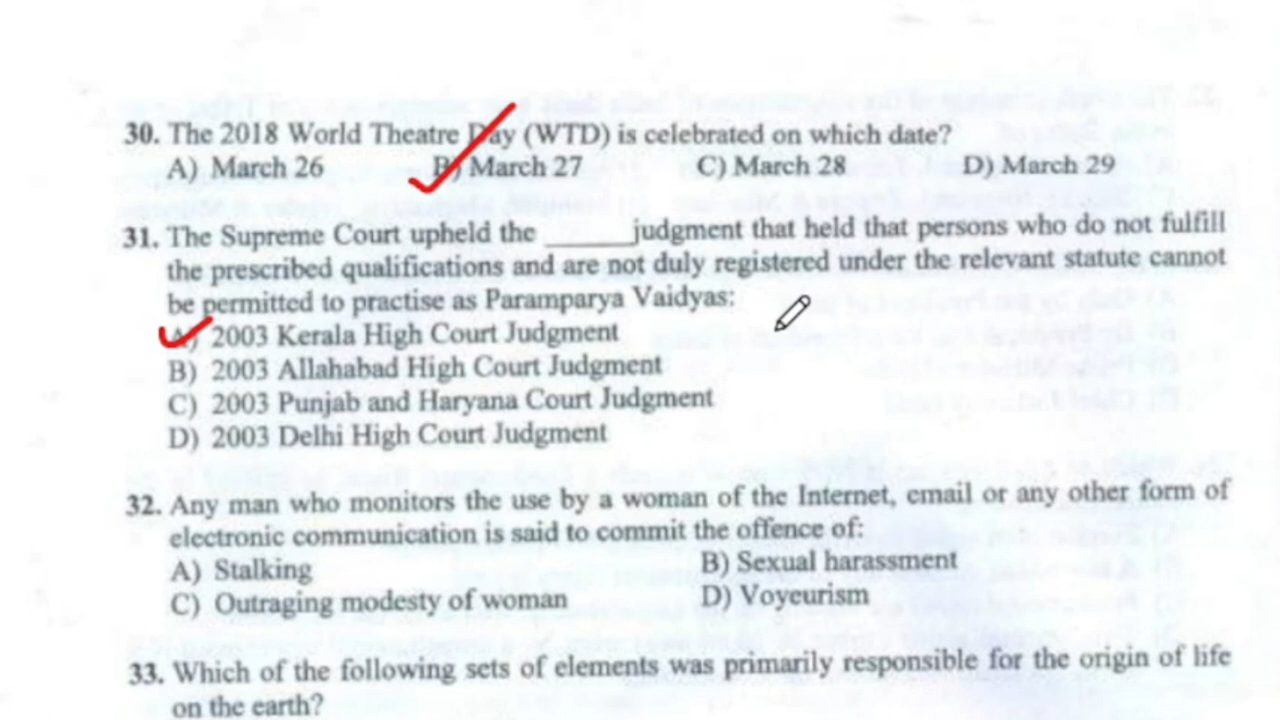 30. The 2018 World Theatre Day (WTD) is celebrated on which date?
A) March 26 B) March 27 C) March 28 D) March 29
31. The Supreme Court upheld the ______judgment that held that persons who do not fulfill
the prescribed qualifications and are not duly registered under the relevant statute cannot
be permitted to practise as Paramparya Vaidyas:
A) 2003 Kerala High Court Judgment
B) 2003 Allahabad High Court Judgment
C) 2003 Punjab and Haryana Court Judgment
D) 2003 Delhi High Court Judgment
32. Any man who monitors the use by a woman of the Internet, email or any other form of
electronic communication is said to commit the offence of:
A) Stalking B) Sexual harassment
C) Outraging modesty of woman D) Voyeurism
33. Which of the following sets of elements was primarily responsible for the origin of life
on the earth?